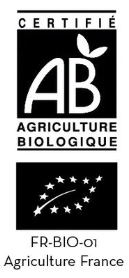 CERTIFIÉ
AB
AGRICULTURE
BIOLOGIQUE
FR-BIO-01
Agriculture France